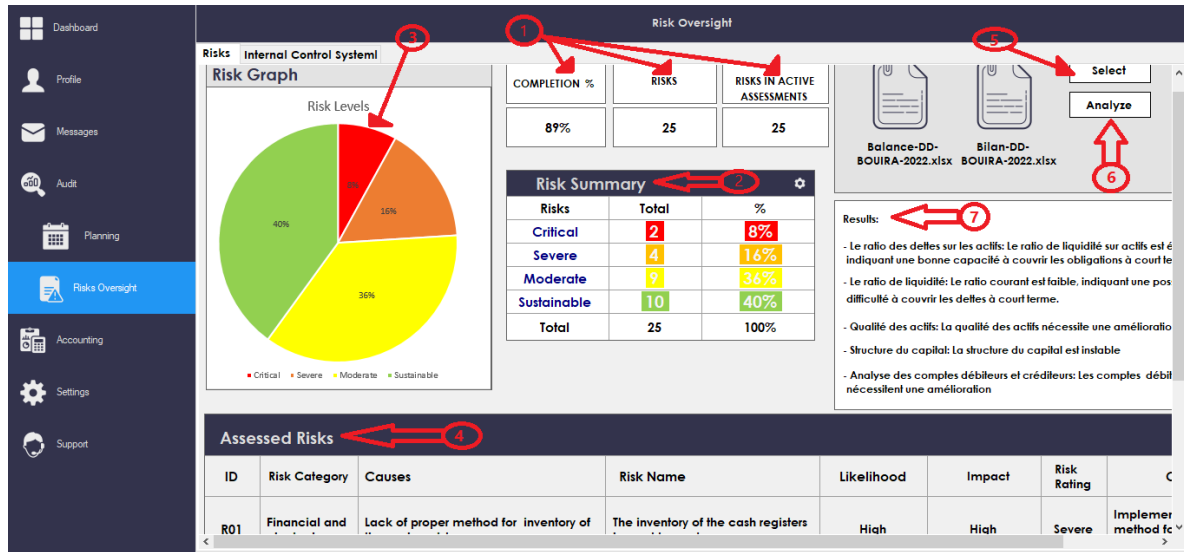 Dashboard
Profile
Messages
Audit
Planning
Risks Oversight
Accounting
Settings
Support
Risk Oversight
Risks
Internal Control Systeml
1
3
5
Risk Graph
Risk Levels
8%
16%
36%
40%
Critical Severe Moderate Sustainable
COMPLETION %
RISKS
RISKS IN ACTIVE
ASSESSMENTS
89%
25
25
Risk Summary
2
Risks Total %
Critical 2 8%
Severe 4 16%
Moderate 9 36%
Sustainable 10 40%
Total 25 100%
Balance-DD-
BOUIRA-2022.xlsx
Bilan-DD-
BOUIRA-2022.xlsx
Select
Analyze
6
Results:
7
- Le ratio des dettes sur les actifs: Le ratio de liquidité sur actifs est
indiquant une bonne capacité à couvrir les obligations à court
- Le ratio de liquidité: Le ratio courant est faible, indiquant une
difficulté à couvrir les dettes à court terme.
- Qualité des actifs: La qualité des actifs nécessite une
- Structure du capital: La structure du capital est instable
- Analyse des comptes débiteurs et créditeurs: Les comptes
nécessitent une amélioration
Assessed Risks
4
ID
Risk Category
Causes
Risk Name
Likelihood
Impact
Risk
Rating
R01
Financial and
Lack of proper method for inventory of
The inventory of the cash registers
High
High
Severe
method